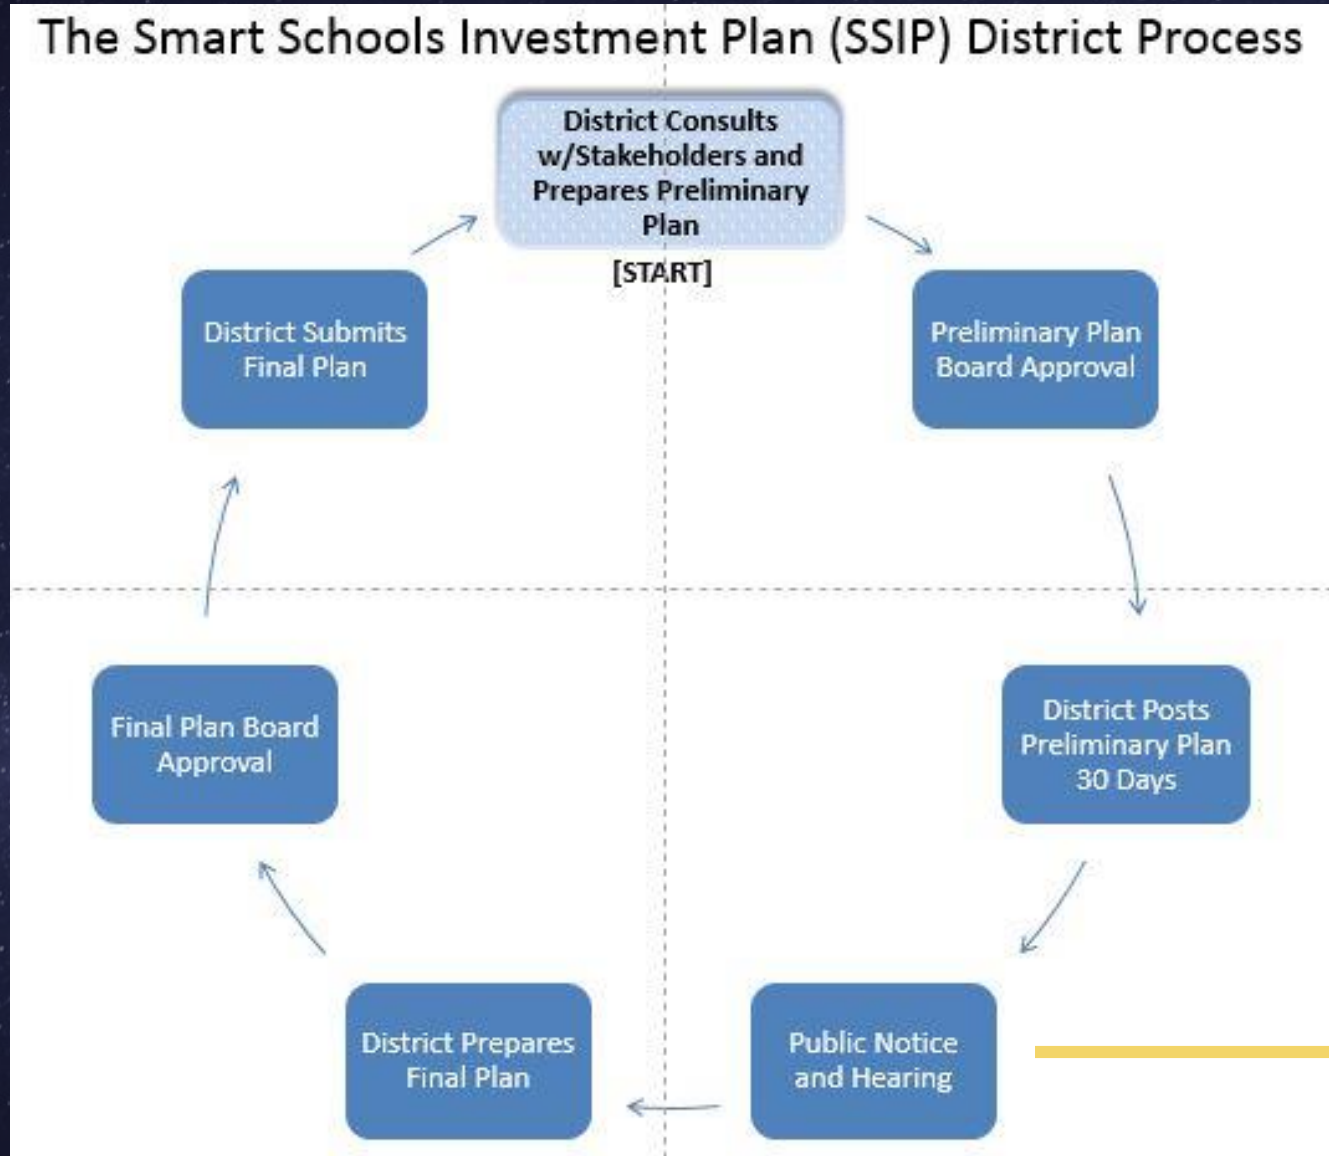 The Smart Schools Investment Plan (SSIP) District Process
District Consults
w/Stakeholders and
Prepares Preliminary
Plan
[START]
Preliminary Plan
Board Approval
District Posts
Preliminary Plan
30 Days
Public Notice
and Hearing
District Prepares
Final Plan
Final Plan Board
Approval
District Submits
Final Plan